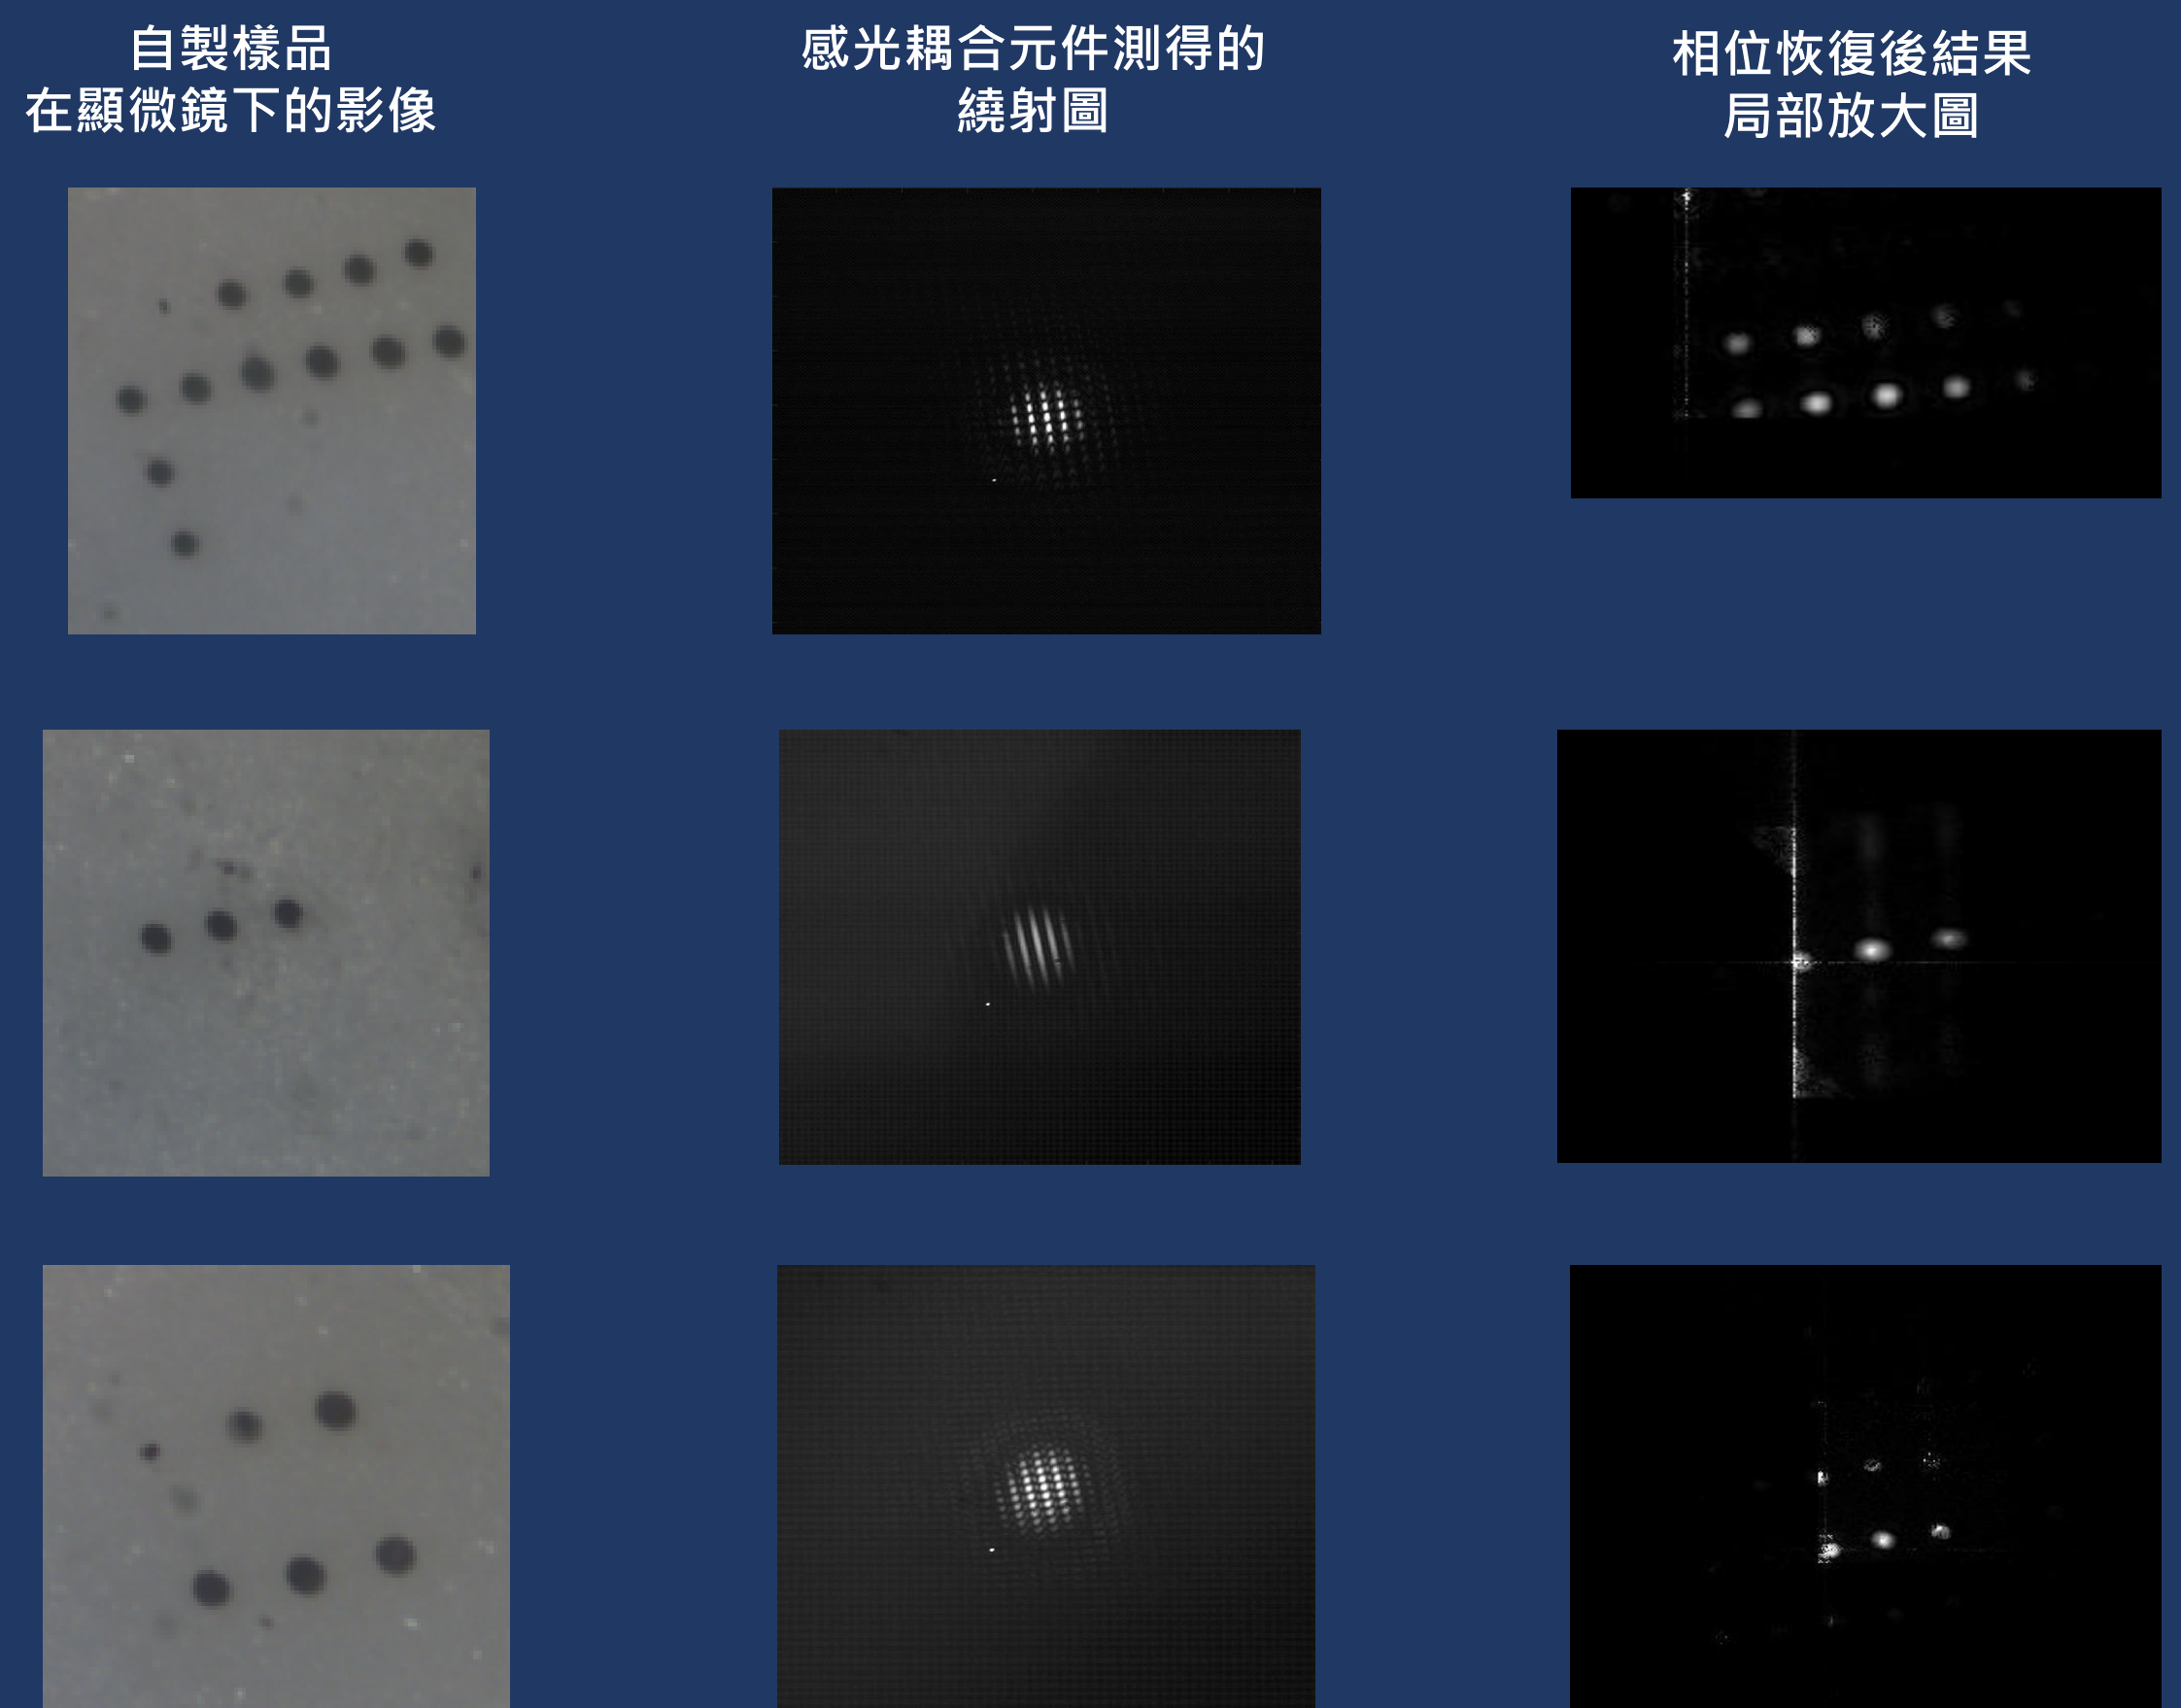 自製樣品
在顯微鏡下的影像
感光耦合元件測得的
繞射圖
相位恢復後結果
局部放大圖